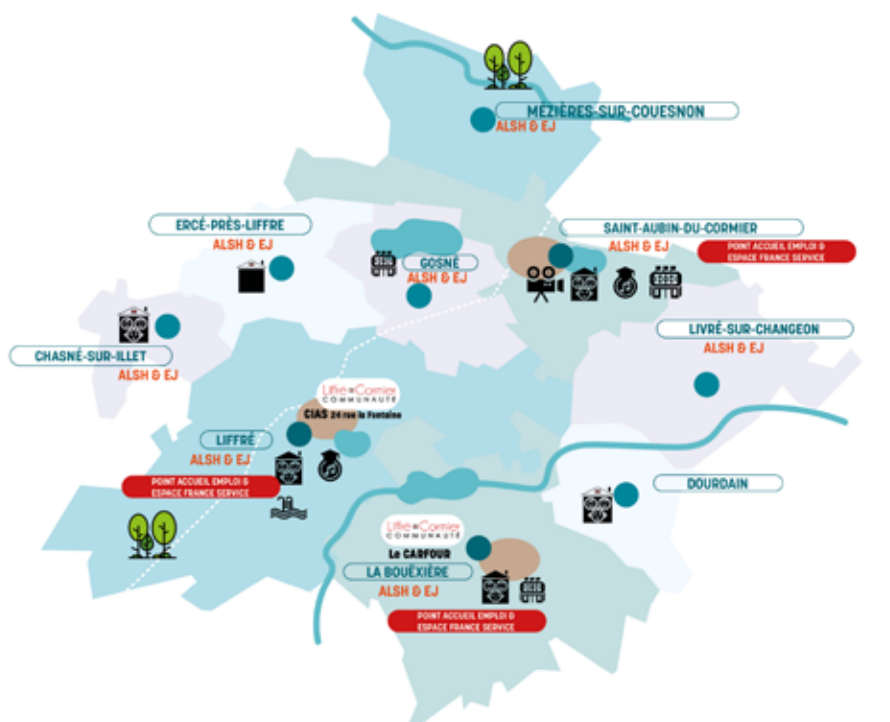 MÉZIÈRES-SUR-COUESNON
ALSH & EJ
ERCÉ-PRÈS-LIFFRE
ALSH & EJ
SAINT-AUBIN-DU-CORMIER
ALSH & EJ
POINT ACCUEIL EMPLOI &
ESPACE FRANCE SERVICE
GOSNÉ
ALSH & EJ
LIVRÉ-SUR-CHANGEON
ALSH & EJ
CHASNÉ-SUR-ILLET
ALSH & EJ
Liffré-Cormier
COMMUNAUTÉ
CIAS 24 rue la Fontaine
LIFFRÉ
ALSH & EJ
POINT ACCUEIL EMPLOI &
ESPACE FRANCE SERVICE
DOURDAIN
Liffré-Cormier
COMMUNAUTÉ
Le CARFOUR
LA BOUËXIÈRE
ALSH & EJ
POINT ACCUEIL EMPLOI &
ESPACE FRANCE SERVICE